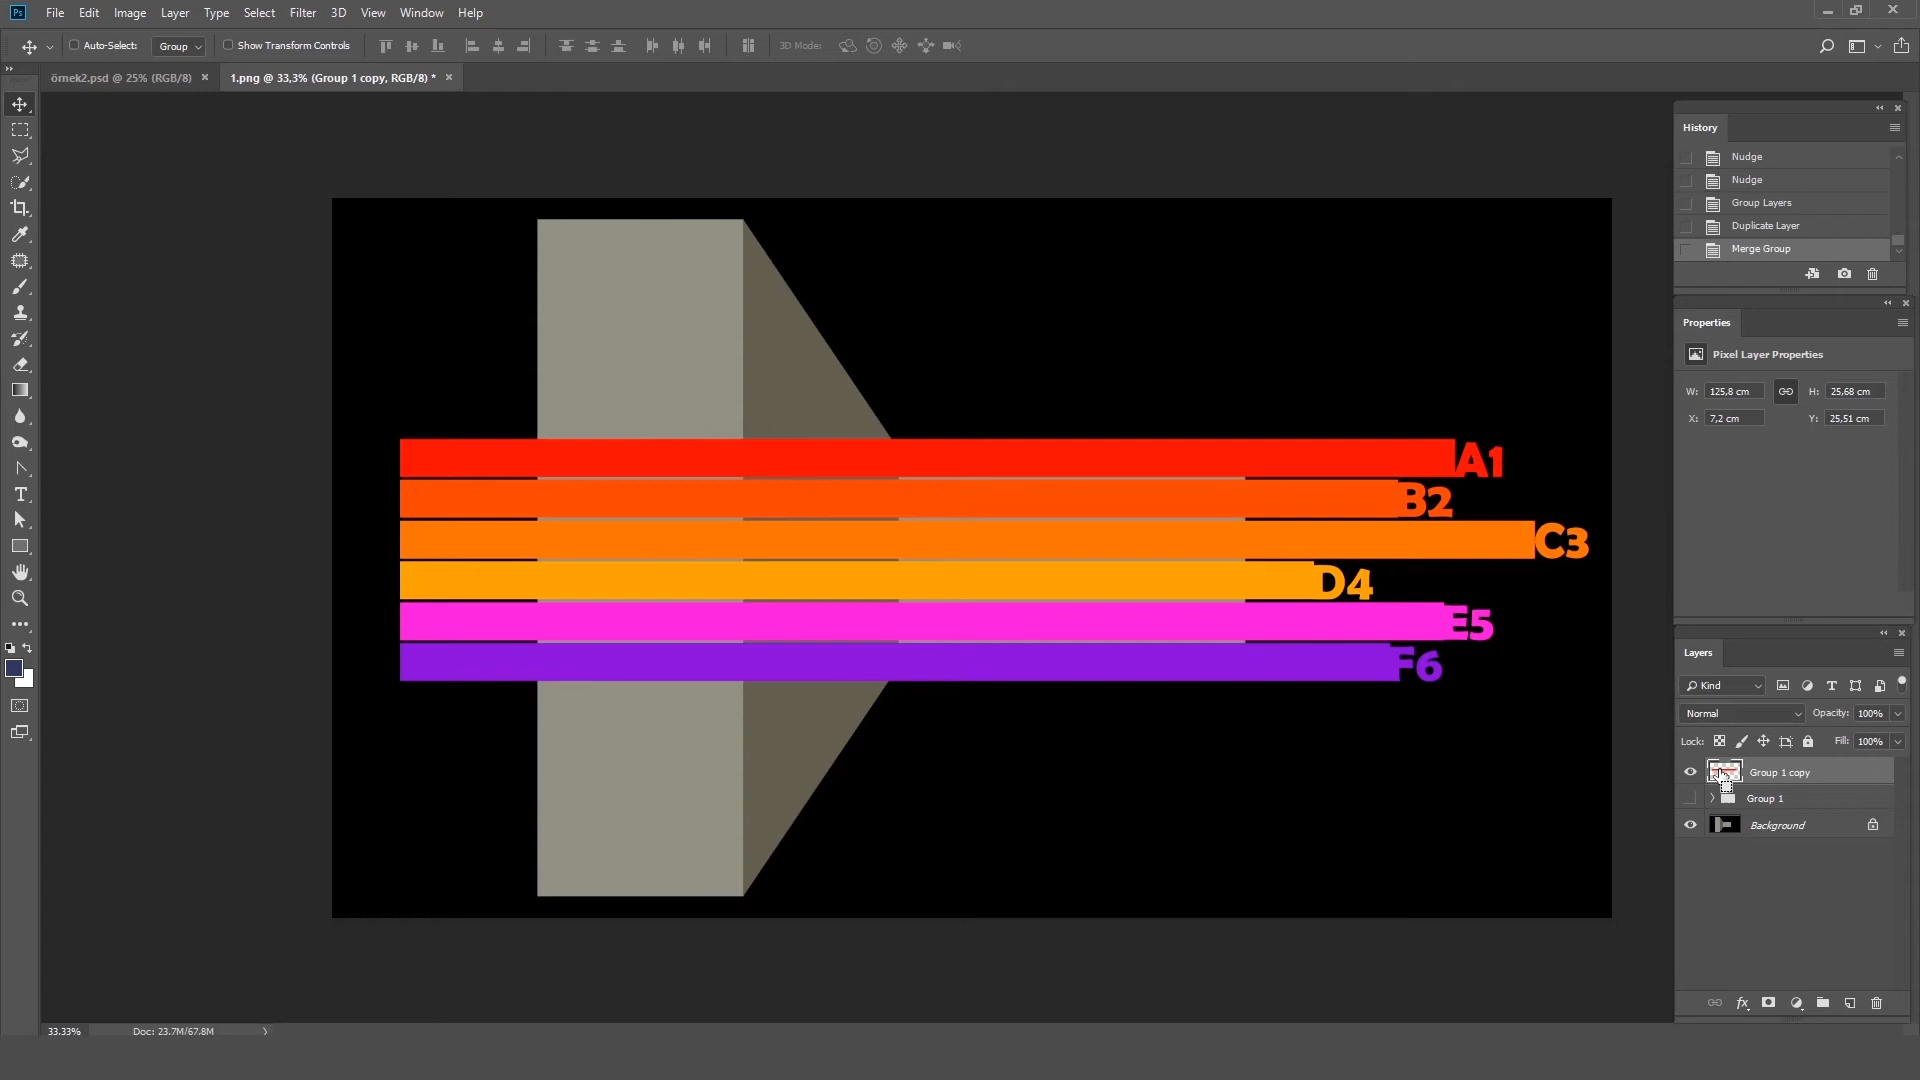 Ps File Edit Image Layer Type Select Filter 3D View Window Help
Auto-Select: Group Show Transform Controls 3D Mode:
örnek2.psd @ 25% (RGB/8) × 1.png @ 33,3% (Group 1 copy, RGB/8) * ×
History
Nudge
Nudge
Group Layers
Duplicate Layer
Merge Group
Properties
Pixel Layer Properties
W: 125,8 cm H: 25,68 cm
X: 7,2 cm Y: 25,51 cm
A1
B2
C3
D4
E5
F6
Layers
Kind
Normal Opacity: 100%
Lock: Fill: 100%
Group 1 copy
Group 1
Background
fx
33.33% Doc: 23,7M/67,8M